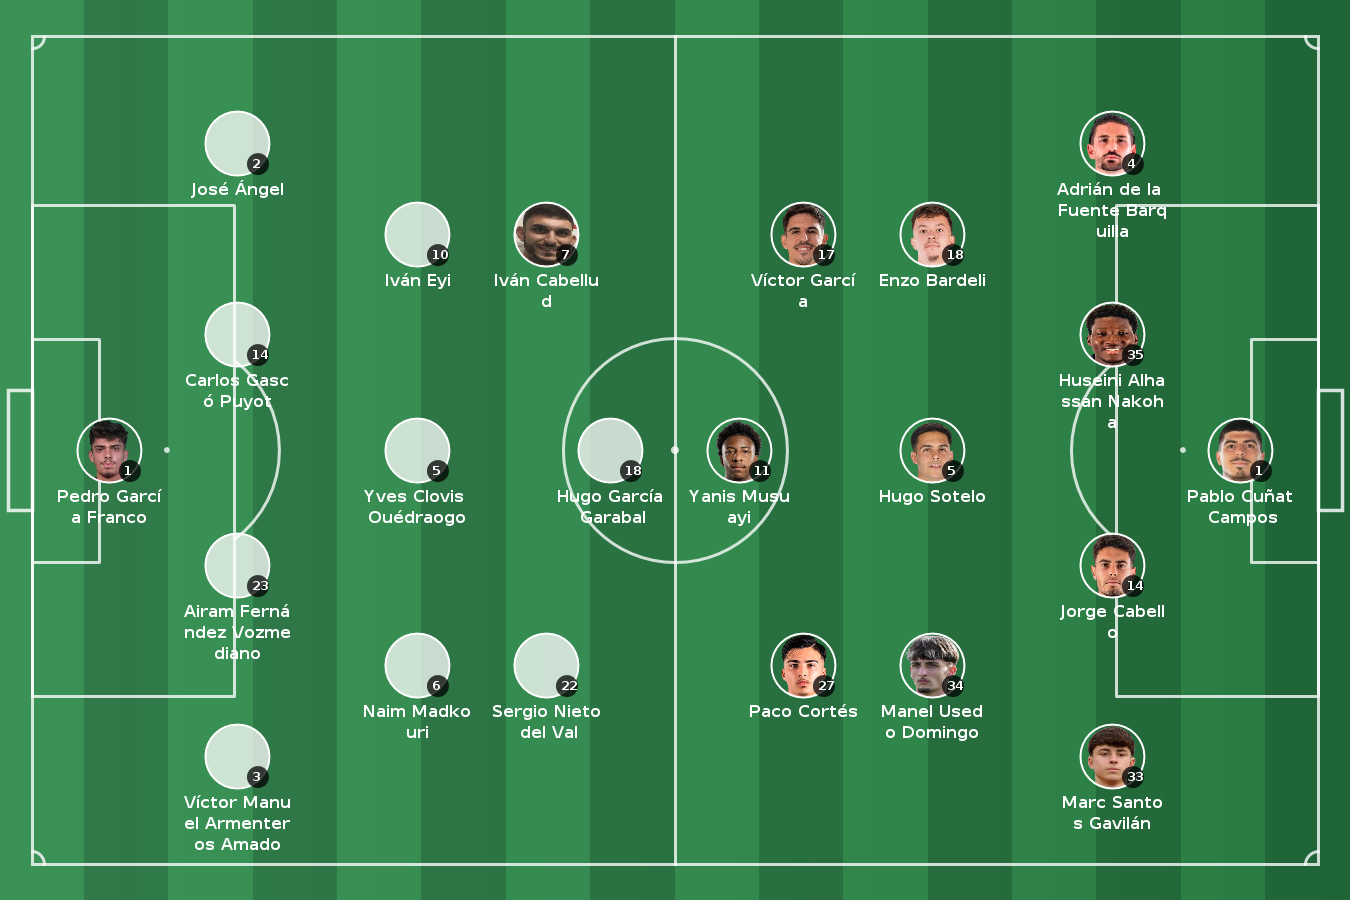 2
José Ángel
14
Carlos Gasc
ó Puyot
1
Pedro Garcí
a Franco
23
Airam Ferná
ndez Vozme
diano
3
Víctor Manu
el Armenter
os Amado
10
Iván Eyi
7
Iván Cabellu
d
5
Yves Clovis
Ouédraogo
18
Hugo García
Garabal
6
Naim Madko
uri
22
Sergio Nieto
del Val
17
Víctor Garcí
a
18
Enzo Bardeli
11
Yanis Musu
ayi
5
Hugo Sotelo
27
Paco Cortés
34
Manel Used
o Domingo
4
Adrián de la
Fuente Barq
uilla
35
Huseini Alha
ssan Nakoh
a
14
Jorge Cabell
o
33
Marc Santo
s Gavilán
1
Pablo Cuñat
Campos